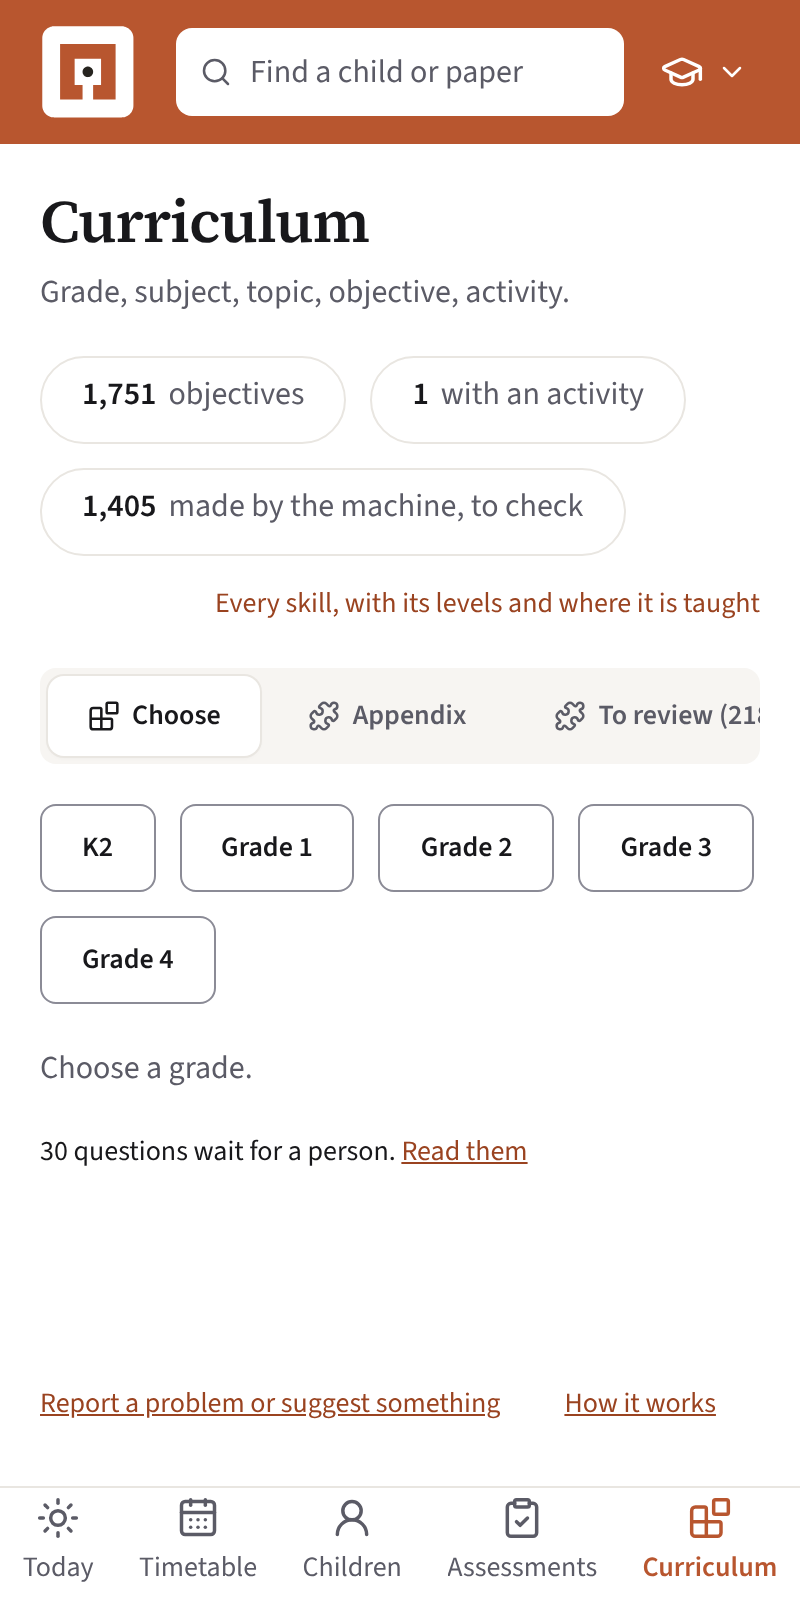 Find a child or paper
Curriculum
Grade, subject, topic, objective, activity.
1,751 objectives
1 with an activity
1,405 made by the machine, to check
Every skill, with its levels and where it is taught
Choose
Appendix
To review (218
K2
Grade 1
Grade 2
Grade 3
Grade 4
Choose a grade.
30 questions wait for a person. Read them
Report a problem or suggest something
How it works
Today
Timetable
Children
Assessments
Curriculum